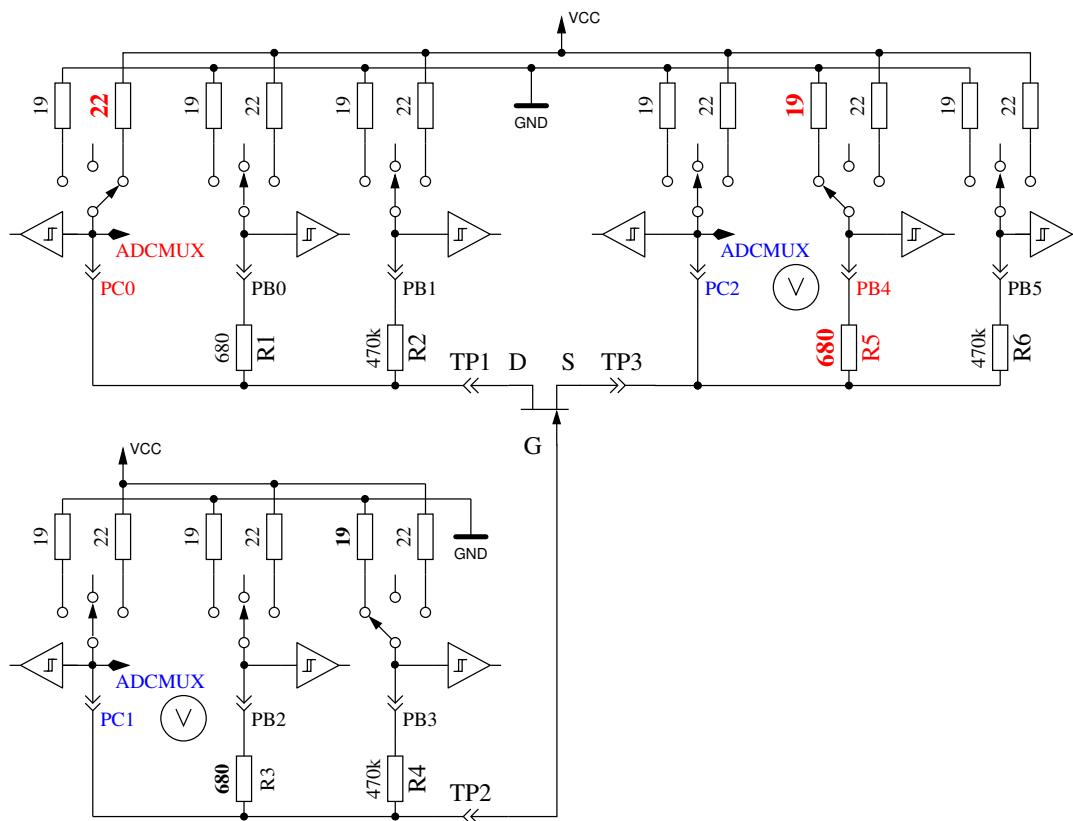 VCC
19
22
19
22
19
22
GND
19
22
19
22
19
22
ADCMUX
ADCMUX
PC0
PB0
PB1
PC2
V
PB4
PB5
680
R1
470k
R2
680
R5
470k
R6
TP1
D
S
TP3
G
VCC
19
22
19
22
19
22
GND
ADCMUX
PC1
V
PB2
PB3
680
R3
470k
R4
TP2